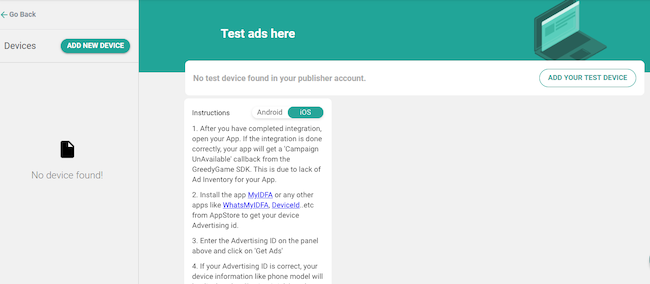 Go Back
Devices
ADD NEW DEVICE
No device found!
Test ads here
No test device found in your publisher account.
ADD YOUR TEST DEVICE
Instructions
Android
iOS
1. After you have completed integration,
open your App. If the integration is done
correctly, your app will get a 'Campaign
UnAvailable' callback from the
GreedyGame SDK. This is due to lack of
Ad Inventory for your App.
2. Install the app MyIDFA or any other
apps like WhatsMyIDFA, DeviceId..etc
from AppStore to get your device
Advertising id.
3. Enter the Advertising ID on the panel
above and click on 'Get Ads'
4. If your Advertising ID is correct, your
device information like phone model will